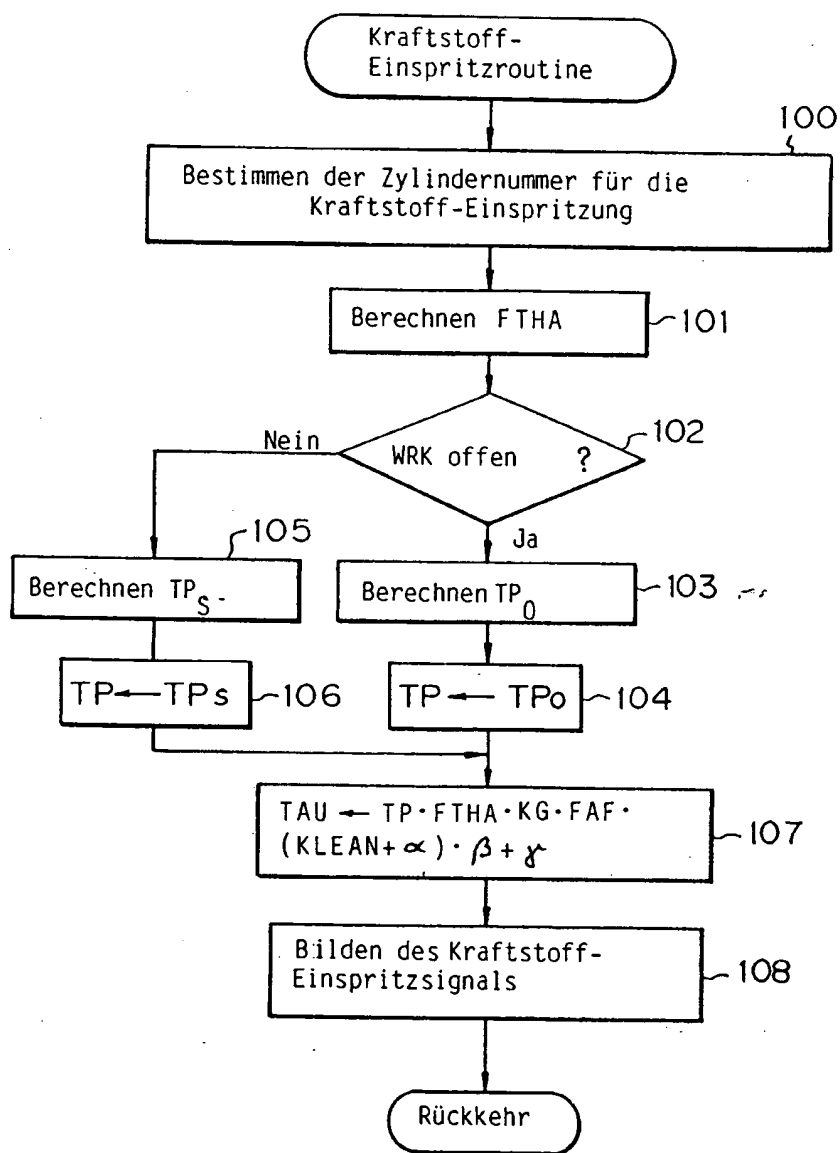 Kraftstoff-
Einspritzroutine
100
Bestimmen der Zylindernummer für die
Kraftstoff-Einspritzung
Berechnen FTHA
101
102
Nein
WRK offen ?
Ja
105
Berechnen TPS
Berechnen TP0
103
TP ← TPs
106
TP ← TPo
104
TAU ← TP·FTHA·KG·FAF·
(KLEAN+α)·β+γ
107
Bilden des Kraftstoff-
Einspritzsignals
108
Rückkehr